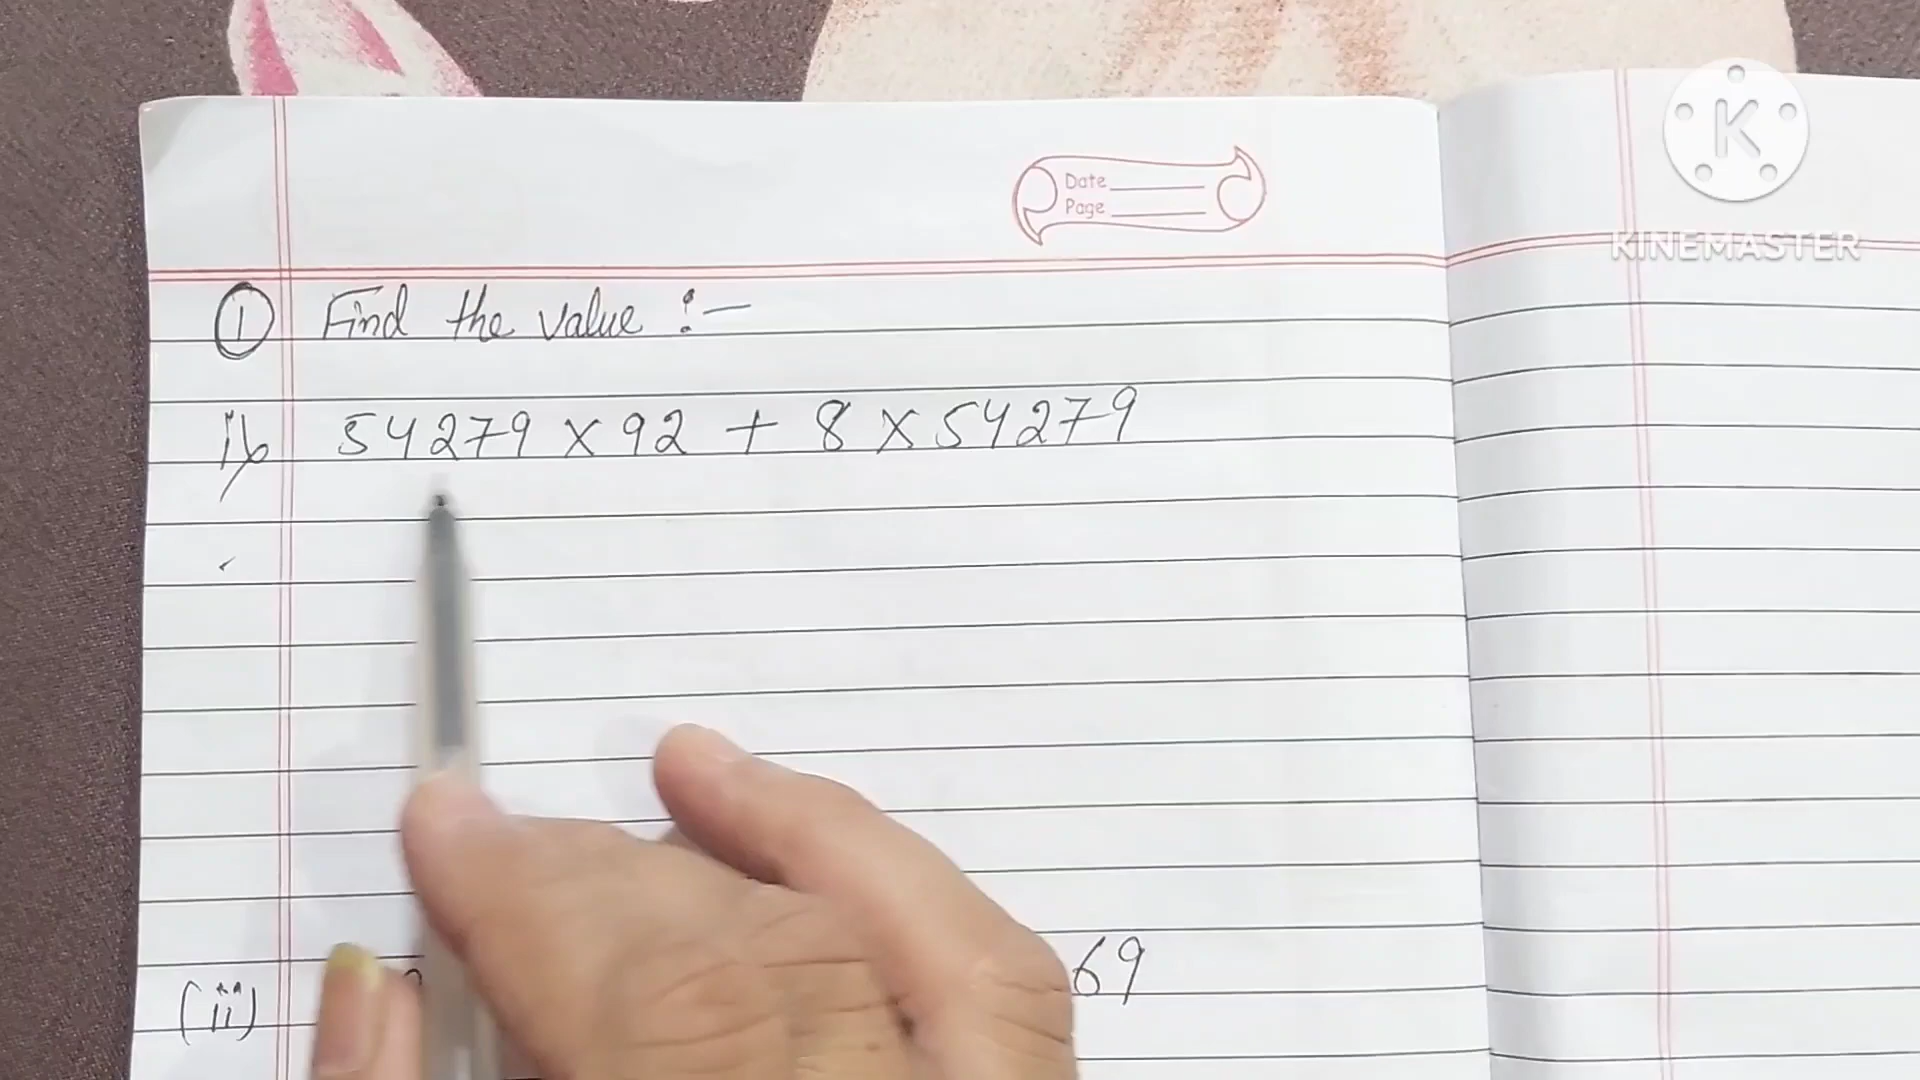 Date
Page
K
KINEMASTER
① Find the value :-
54279 × 92 + 8 × 54279
(ii)
69